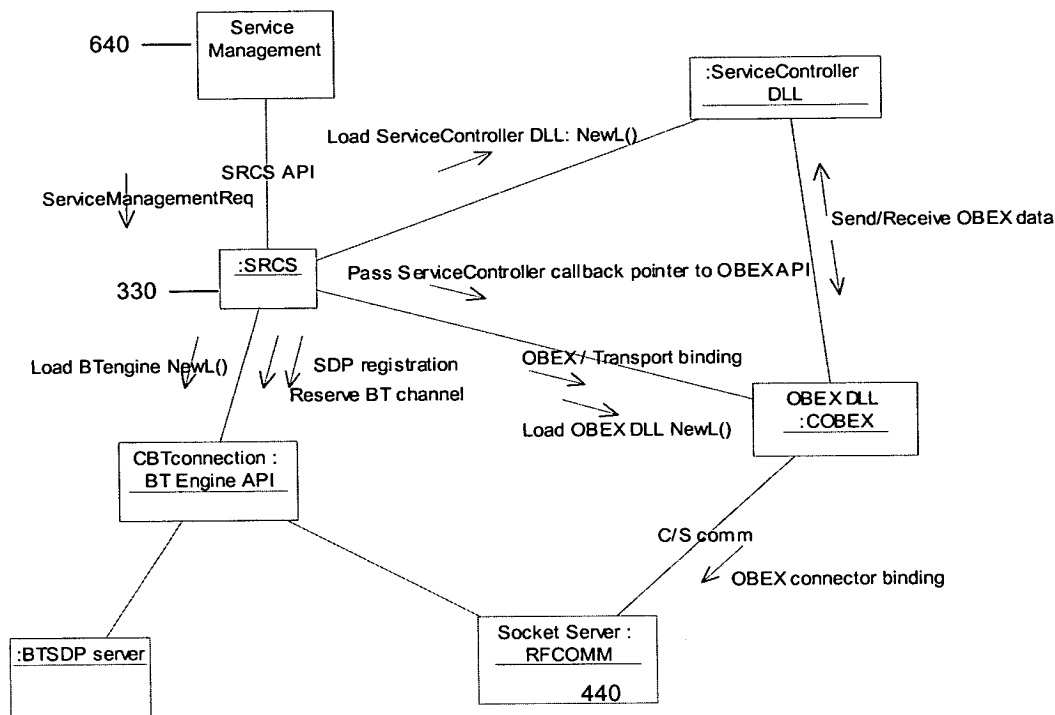 640
Service
Management
:ServiceController
DLL
Load ServiceController DLL: NewL()
SRCS API
ServiceManagementReq
Send/Receive OBEX data
:SRCS
330
Pass ServiceController callback pointer to OBEX API
Load BTengine NewL()
SDP registration
Reserve BT channel
OBEX / Transport binding
Load OBEX DLL NewL()
OBEX DLL
:COBEX
CBTconnection :
BT Engine API
C/S comm
OBEX connector binding
:BTSDP server
Socket Server :
RFCOMM
440